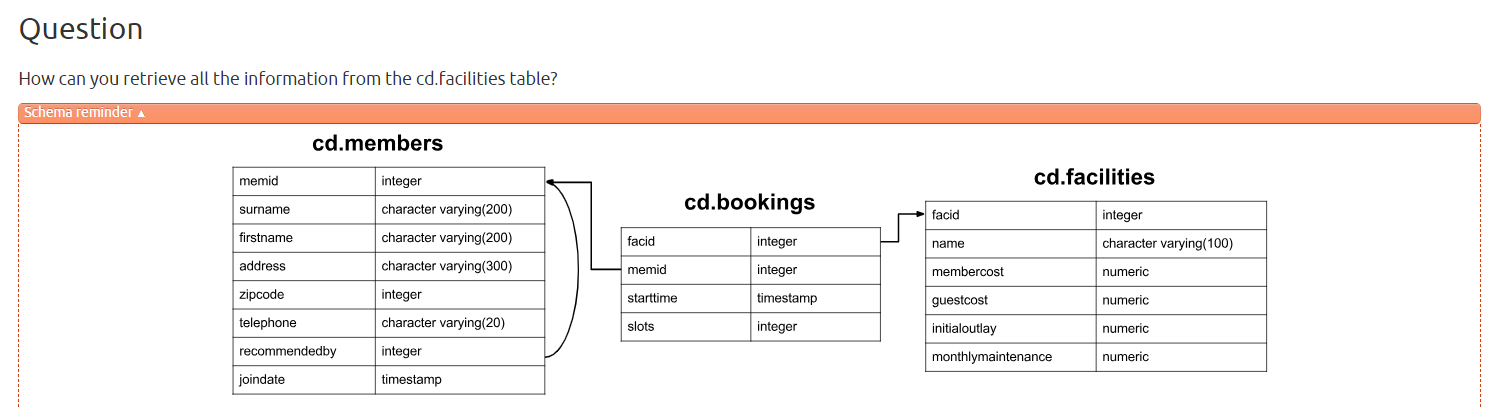 Question
How can you retrieve all the information from the cd.facilities table?
Schema reminder ▲
cd.members
memid integer
surname character varying(200)
firstname character varying(200)
address character varying(300)
zipcode integer
telephone character varying(20)
recommendedby integer
joindate timestamp
cd.bookings
facid integer
memid integer
starttime timestamp
slots integer
cd.facilities
facid integer
name character varying(100)
membercost numeric
guestcost numeric
initialoutlay numeric
monthlymaintenance numeric